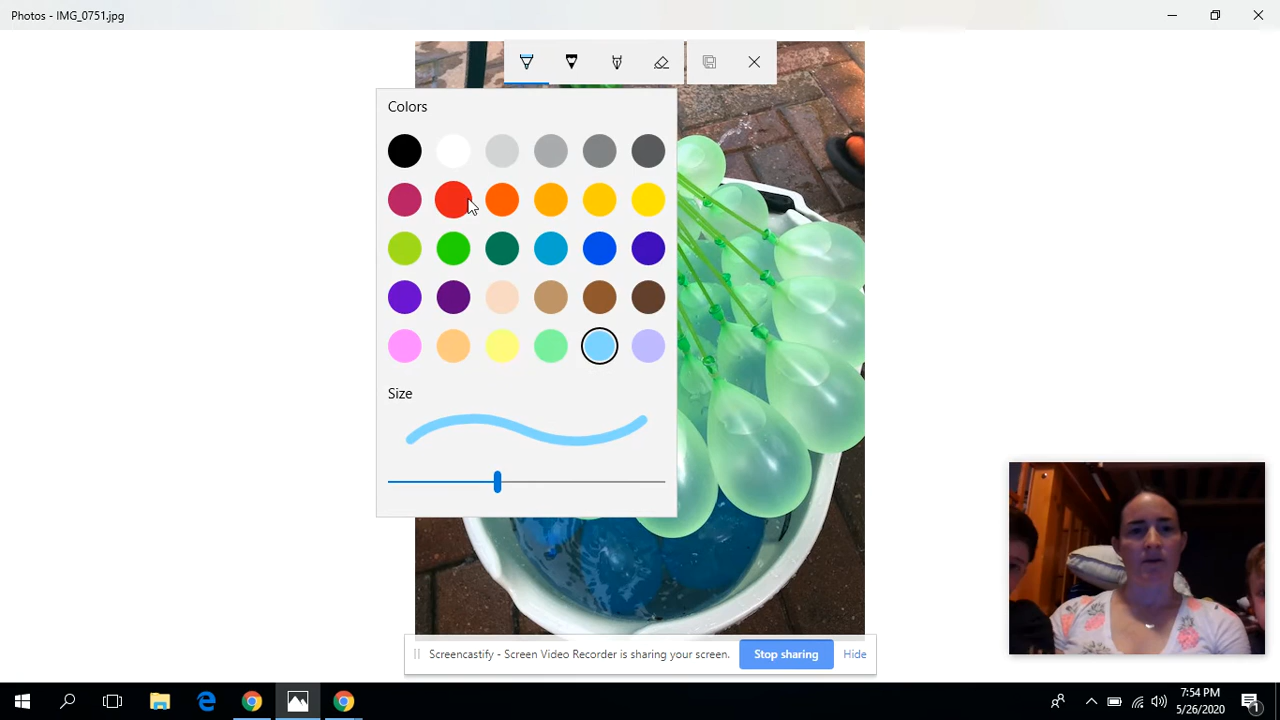 Photos - IMG_0751.jpg
Colors
Size
Screencastify - Screen Video Recorder is sharing your screen.
Stop sharing
Hide
7:54 PM
5/26/2020
1